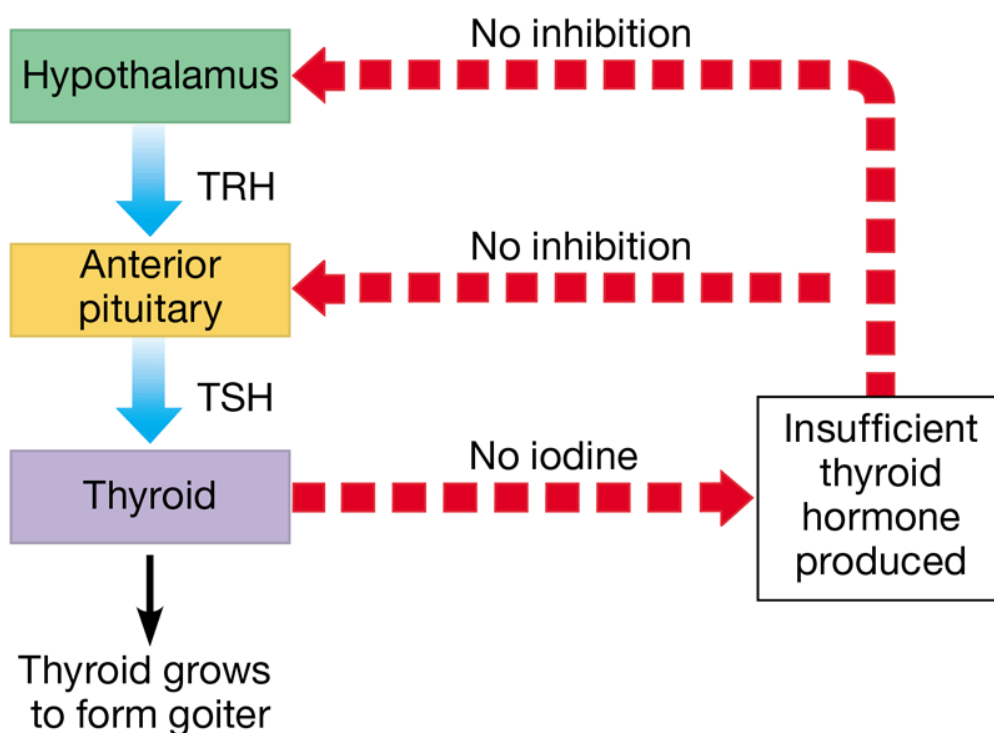 No inhibition
Hypothalamus
TRH
No inhibition
Anterior
pituitary
TSH
No iodine
Thyroid
Insufficient
thyroid
hormone
produced
Thyroid grows
to form goiter